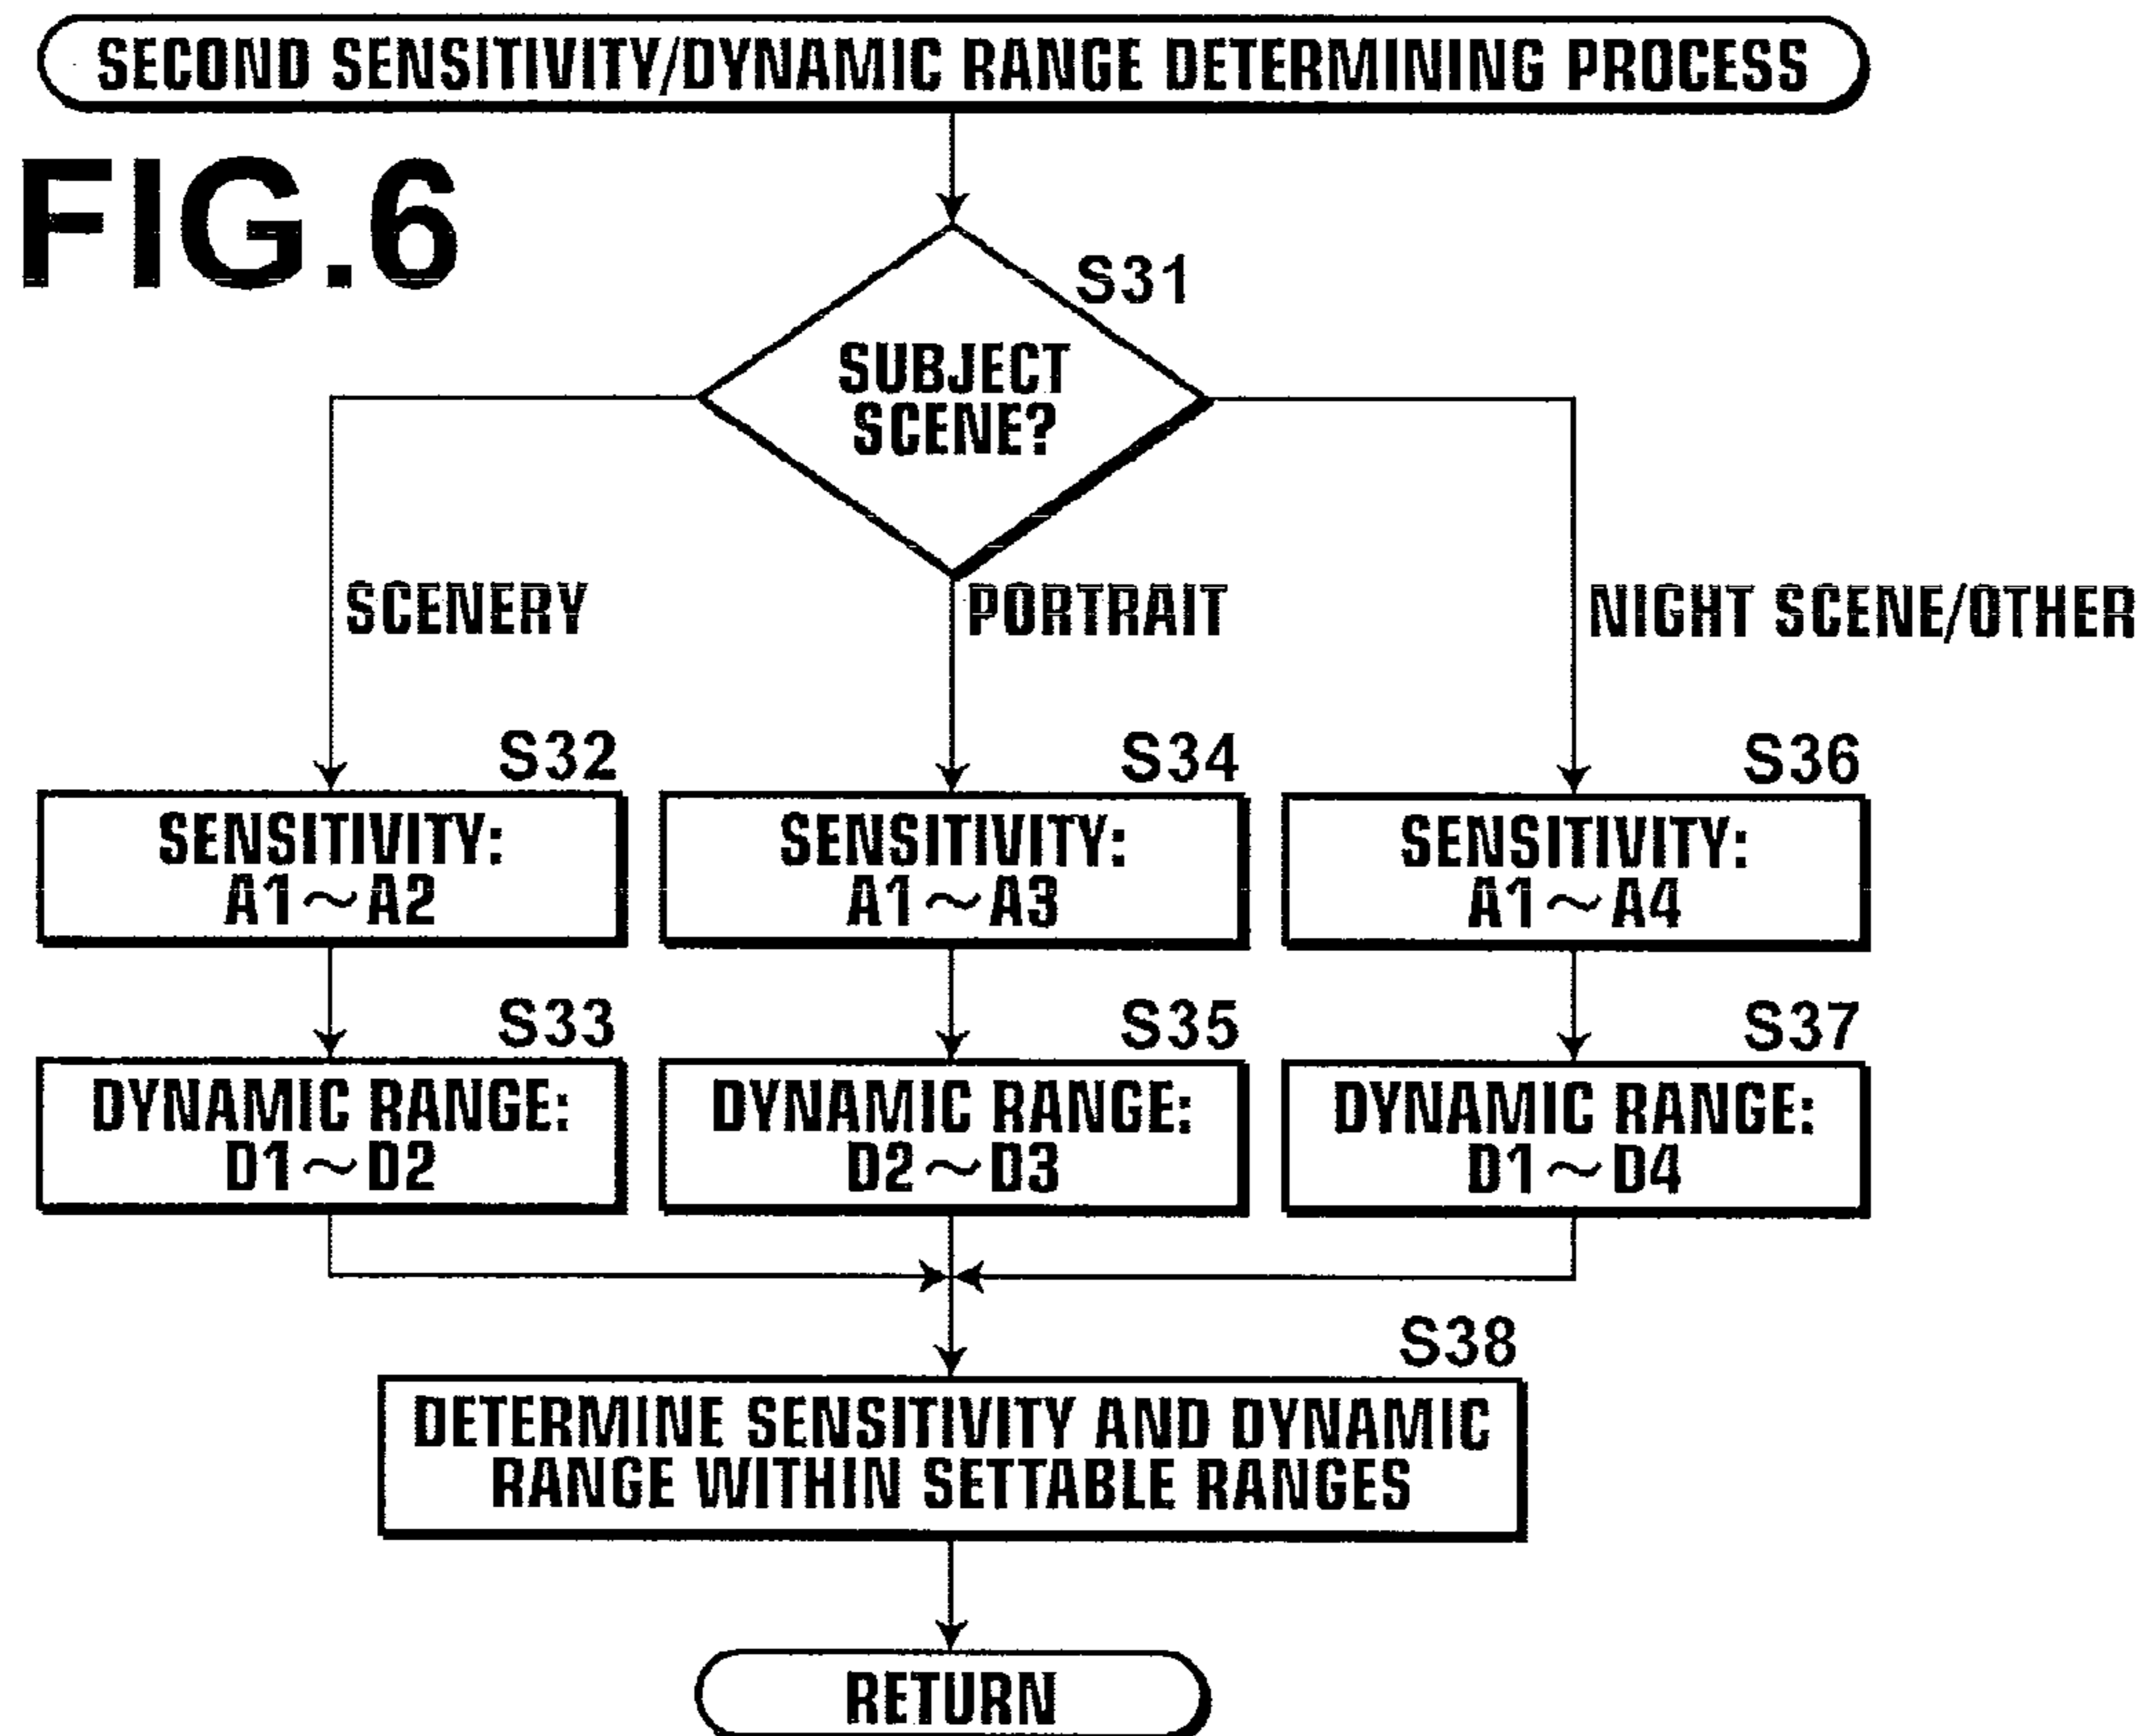 SECOND SENSITIVITY/DYNAMIC RANGE DETERMINING PROCESS
FIG.6
S31
SUBJECT
SCENE?
SCENERY
PORTRAIT
NIGHT SCENE/OTHER
S32
SENSITIVITY:
A1~A2
S34
SENSITIVITY:
A1~A3
S36
SENSITIVITY:
A1~A4
S33
DYNAMIC RANGE:
D1~D2
S35
DYNAMIC RANGE:
D2~D3
S37
DYNAMIC RANGE:
D1~D4
S38
DETERMINE SENSITIVITY AND DYNAMIC
RANGE WITHIN SETTABLE RANGES
RETURN